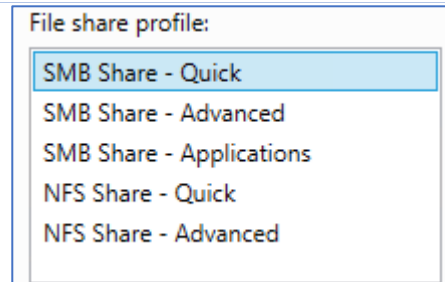 File share profile:
SMB Share - Quick
SMB Share - Advanced
SMB Share - Applications
NFS Share - Quick
NFS Share - Advanced